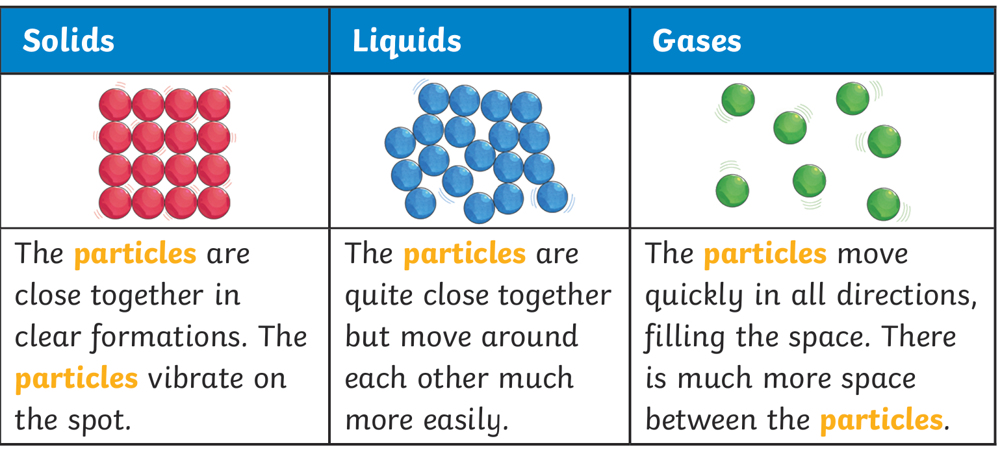 Solids
Liquids
Gases
The particles are
close together in
clear formations. The
particles vibrate on
the spot.
The particles are
quite close together
but move around
each other much
more easily.
The particles move
quickly in all directions,
filling the space. There
is much more space
between the particles.